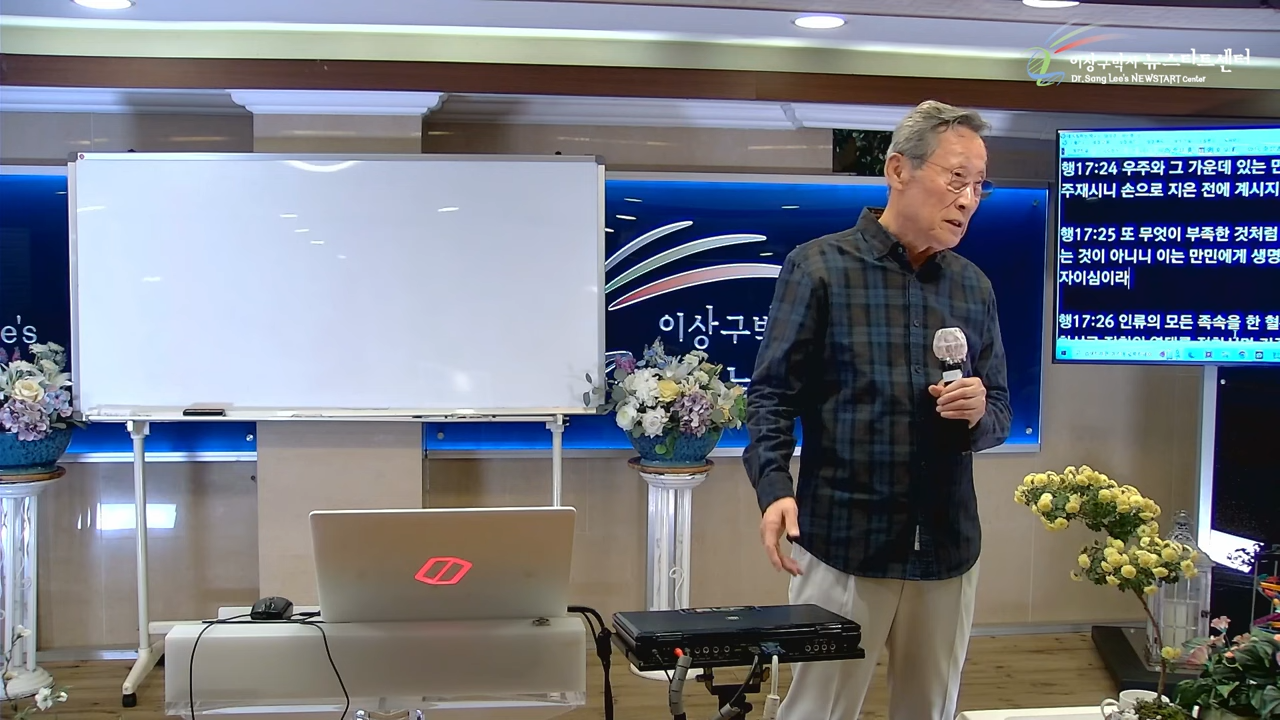 이상구박사 뉴스타트센터
Dr. Sang Lee's NEWSTART Center
행17:24 우주와 그 가운데 있는
주재시니 손으로 지은 전에 계시지
행17:25 또 무엇이 부족한 것처럼
는 것이 아니니 이는 만민에게 생명
자이심이라
행17:26 인류의 모든 족속을 한 혈
e's
이상구